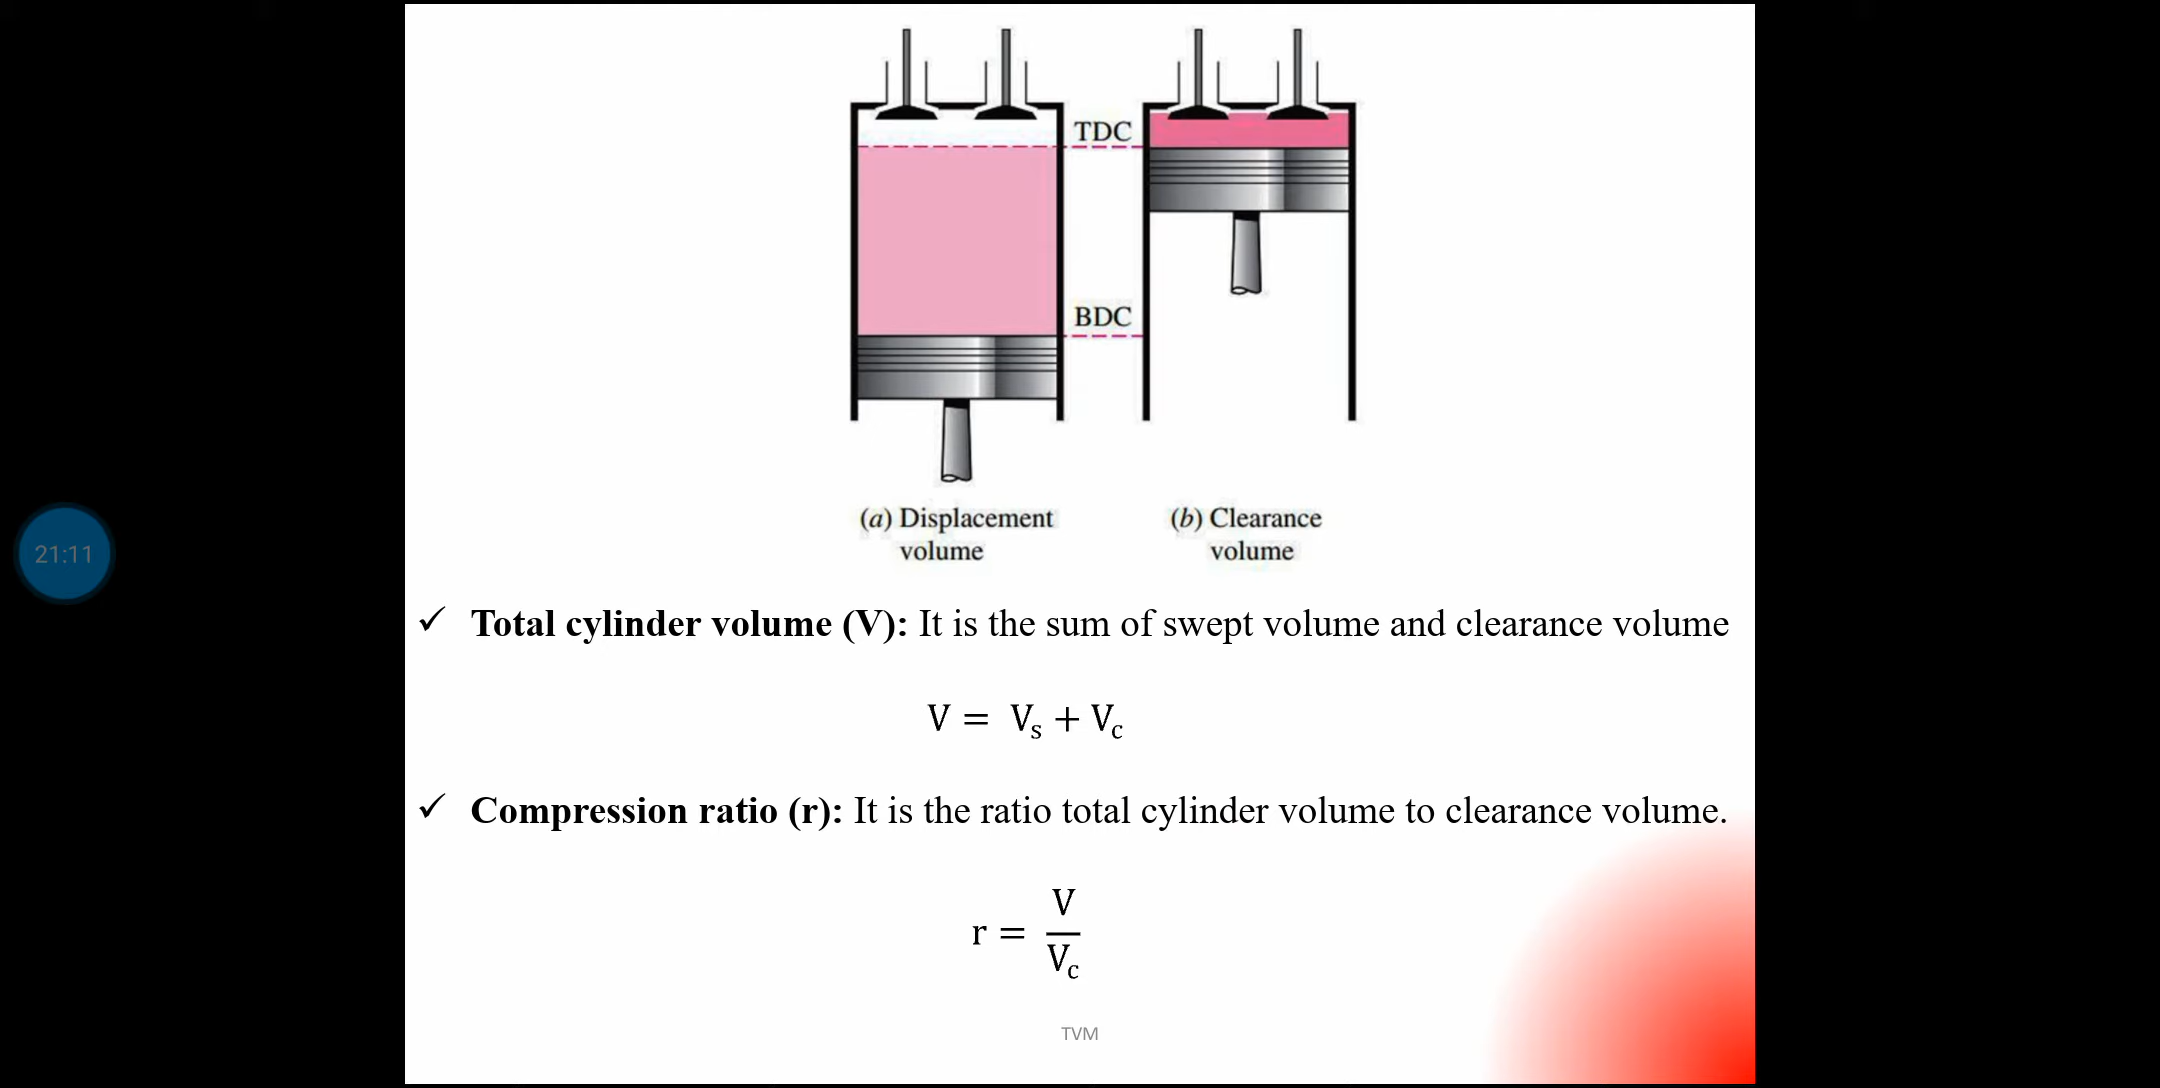 TDC
BDC
(a) Displacement
volume
(b) Clearance
volume
21:11
✓ Total cylinder volume (V): It is the sum of swept volume and clearance volume
V = Vs + Vc
✓ Compression ratio (r): It is the ratio total cylinder volume to clearance volume.
r = V/Vc
TVM